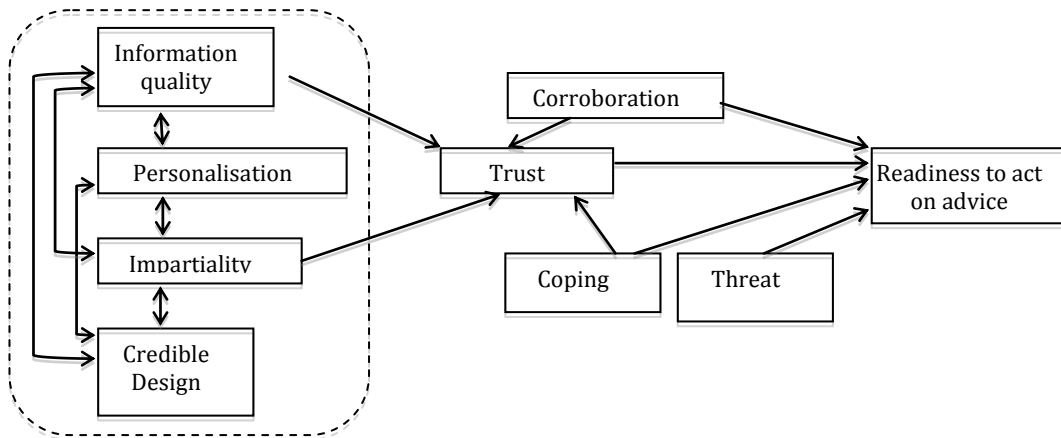 Information
quality
Corroboration
Personalisation
Trust
Readiness to act
on advice
Impartiality
Coping
Threat
Credible
Design